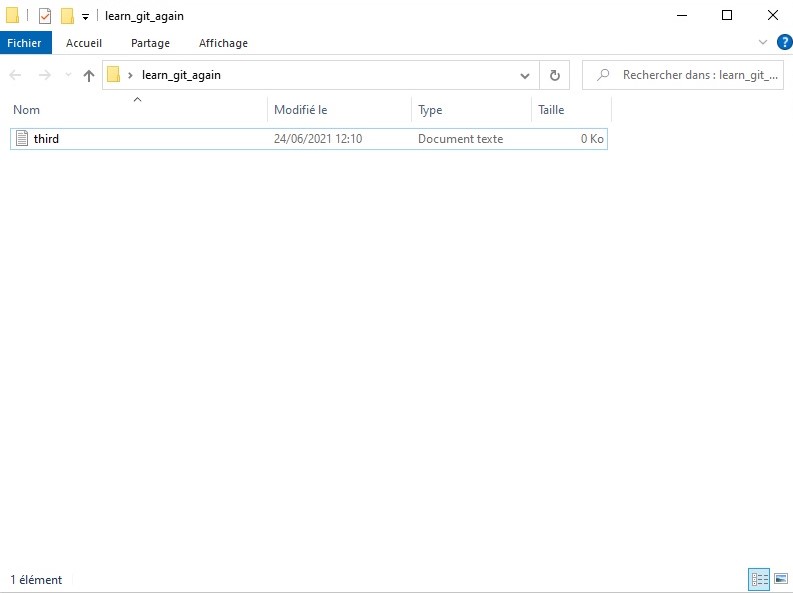 learn_git_again
Fichier Accueil Partage Affichage ?
learn_git_again Rechercher dans : learn_git_...
Nom Modifié le Type Taille
third 24/06/2021 12:10 Document texte 0 Ko
1 élément